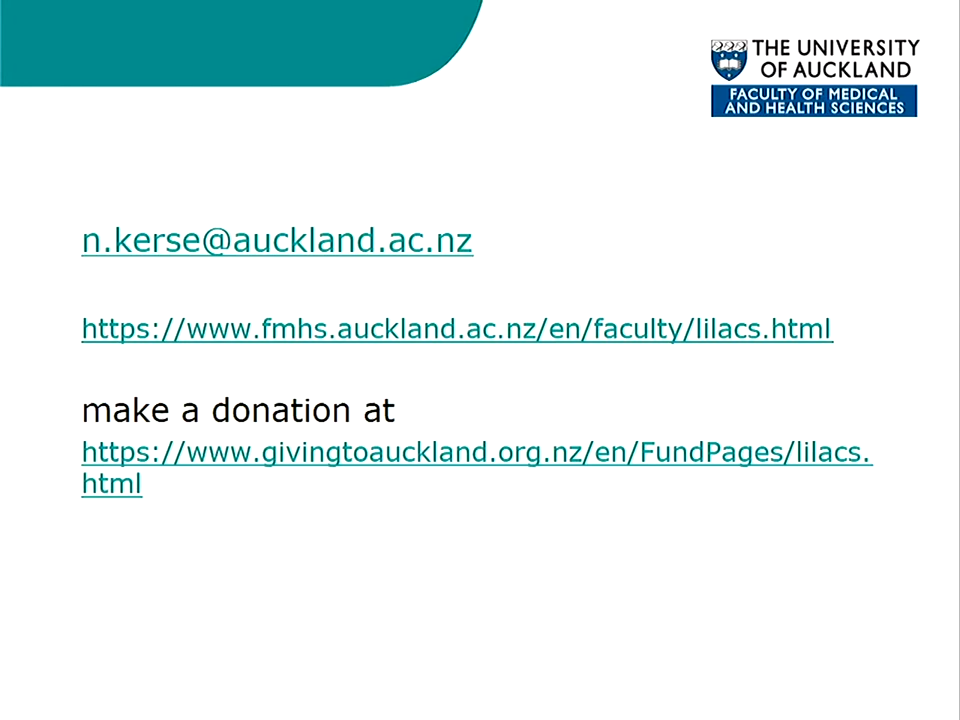 THE UNIVERSITY
OF AUCKLAND
FACULTY OF MEDICAL
AND HEALTH SCIENCES
n.kerse@auckland.ac.nz
https://www.fmhs.auckland.ac.nz/en/faculty/lilacs.html
make a donation at
https://www.givingtoauckland.org.nz/en/FundPages/lilacs.
html